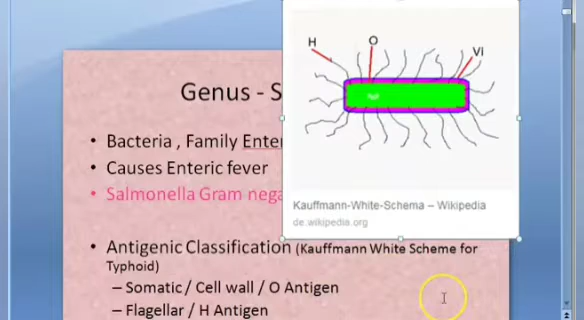 H
O
Vi
Genus - S
• Bacteria , Family Ente
• Causes Enteric fever
• Salmonella Gram nega
Kauffmann-White-Schema – Wikipedia
de.wikipedia.org
• Antigenic Classification (Kauffmann White Scheme for
Typhoid)
– Somatic / Cell wall / O Antigen
– Flagellar / H Antigen